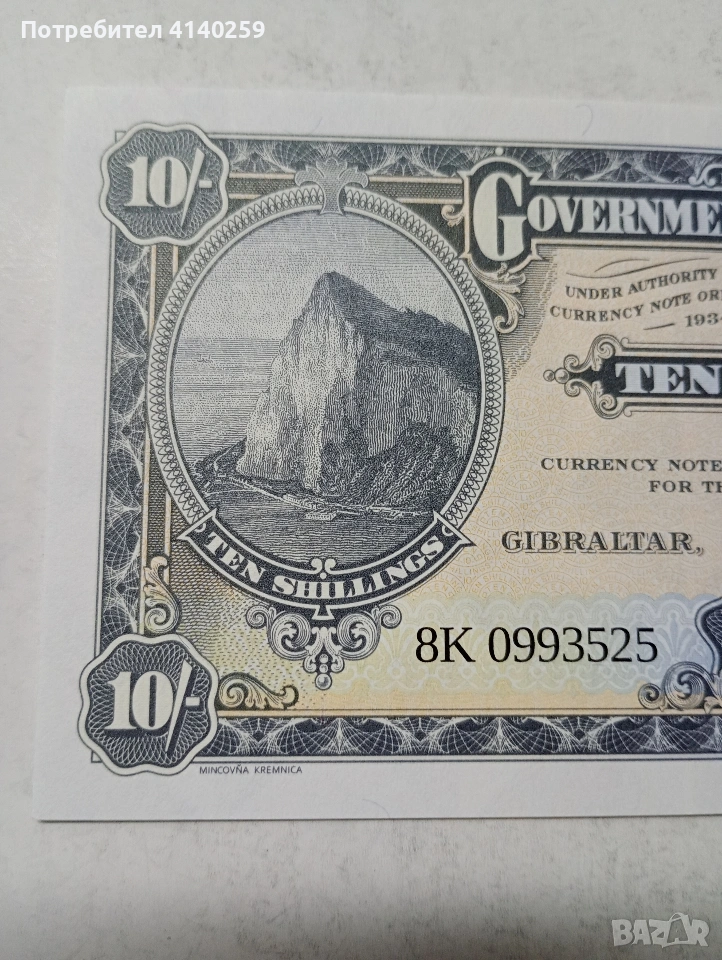 Потребител 4140259
10/-
GOVERNME
UNDER AUTHORITY
CURRENCY NOTE OR
193
TEN
CURRENCY NOTE
FOR TH
GIBRALTAR,
TEN SHILLINGS
8K 0993525
10/-
MINCOVŇA KREMNICA
BAZAR